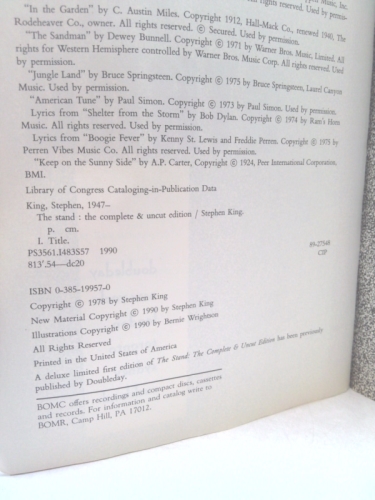 Music, Inc.
reserved. Used by permis-
"In the Garden" by C. Austin Miles. Copyright 1912, Hall-Mack Co., renewed 1940, The
Rodeheaver Co., owner. All rights reserved. © Secured. Used by permission.
"The Sandman" by Dewey Bunnell. Copyright © 1971 by Warner Bros. Music, Limited. All
rights for Western Hemisphere controlled by Warner Bros. Music Corp. All rights reserved. Used
by permission.
"Jungle Land" by Bruce Springsteen. Copyright © 1975 by Bruce Springsteen, Laurel Canyon
Music. Used by permission.
"American Tune" by Paul Simon. Copyright © 1973 by Paul Simon. Used by permission.
Lyrics from "Shelter from the Storm" by Bob Dylan. Copyright © 1974 by Ram's Horn
Music. All rights reserved. Used by permission.
Lyrics from "Boogie Fever" by Kenny St. Lewis and Freddie Perren. Copyright © 1975 by
Perren Vibes Music Co. All rights reserved. Used by permission.
"Keep on the Sunny Side" by A.P. Carter, Copyright © 1924, Peer International Corporation.
BMI.
Library of Congress Cataloging-in-Publication Data
King, Stephen, 1947–
The stand : the complete & uncut edition / Stephen King.
p. cm.
I. Title.
PS3561.I483S57 1990
813'.54—dc20
89-27348
CIP
ISBN 0-385-19957-0
Copyright © 1978 by Stephen King
New Material Copyright © 1990 by Stephen King
Illustrations Copyright © 1990 by Bernie Wrightson
All Rights Reserved
Printed in the United States of America
A deluxe limited first edition of The Stand: The Complete & Uncut Edition has been previously
published by Doubleday.
BOMC offers recordings and compact discs, cassettes
and records. For information and catalog write to
BOMR, Camp Hill, PA 17012.